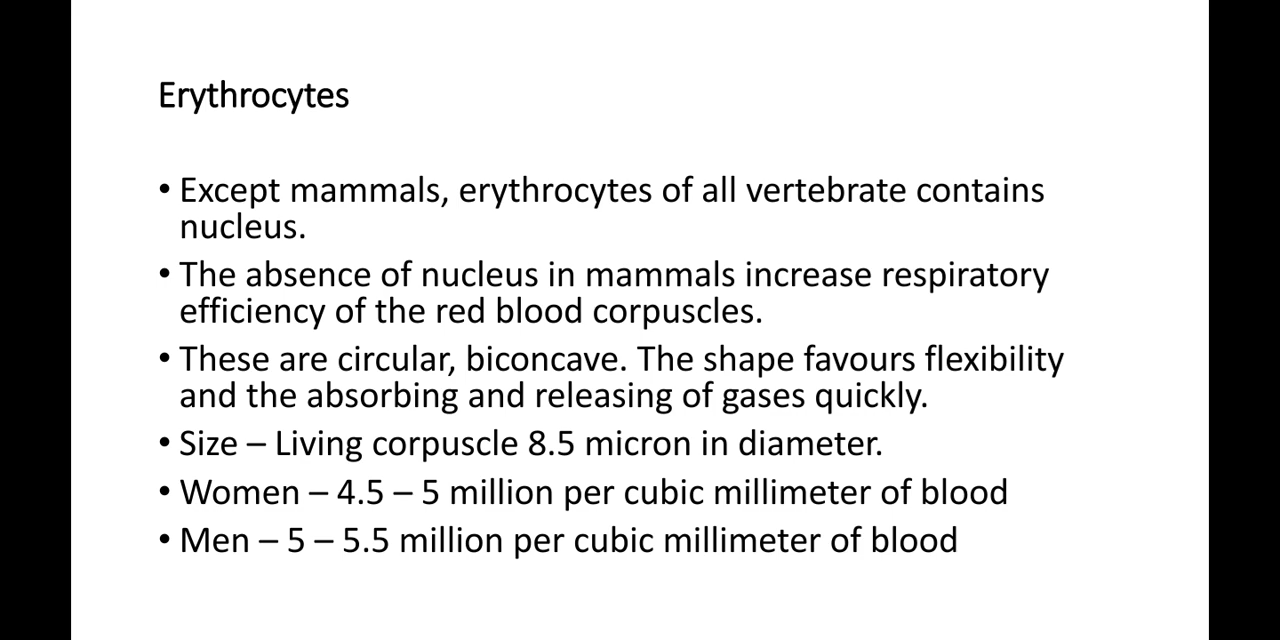 Erythrocytes
• Except mammals, erythrocytes of all vertebrate contains
nucleus.
• The absence of nucleus in mammals increase respiratory
efficiency of the red blood corpuscles.
• These are circular, biconcave. The shape favours flexibility
and the absorbing and releasing of gases quickly.
• Size – Living corpuscle 8.5 micron in diameter.
• Women – 4.5 – 5 million per cubic millimeter of blood
• Men – 5 – 5.5 million per cubic millimeter of blood